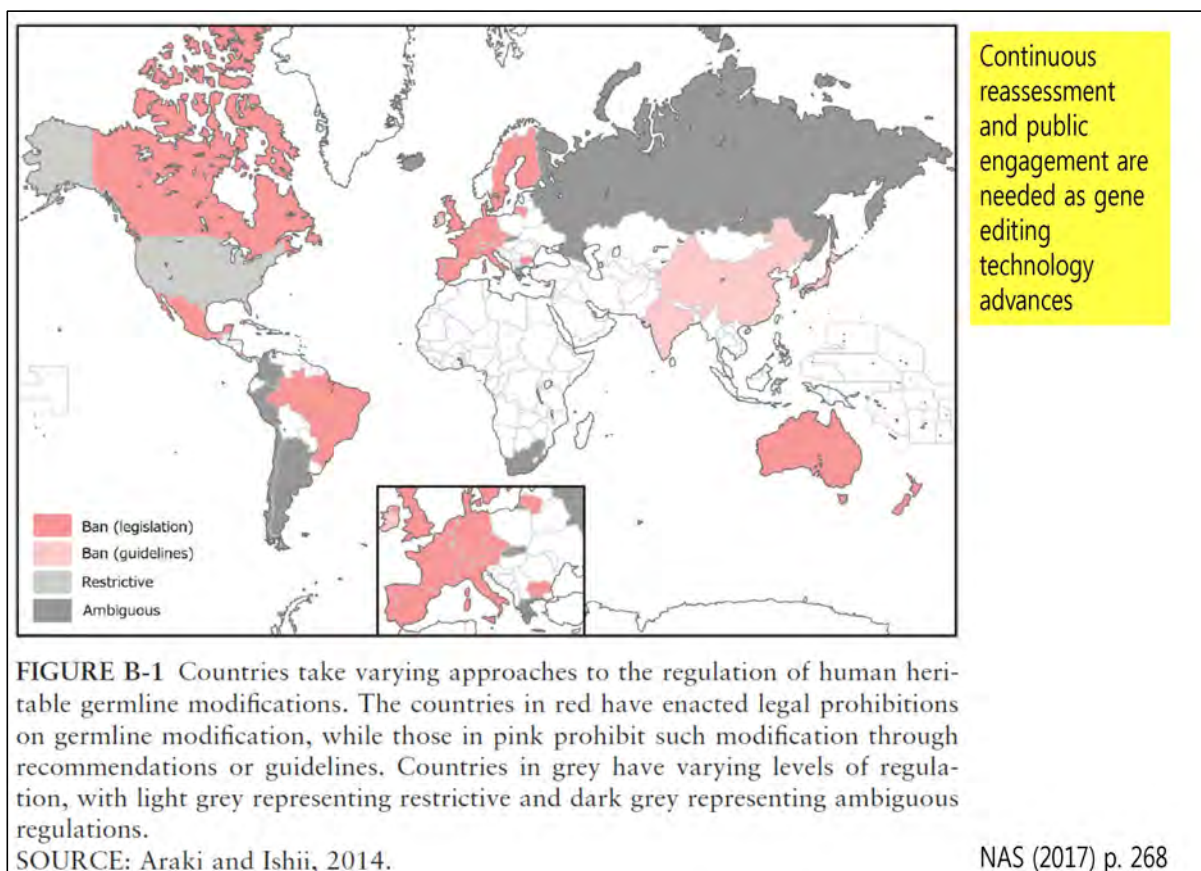 Continuous
reassessment
and public
engagement are
needed as gene
editing
technology
advances
Ban (legislation)
Ban (guidelines)
Restrictive
Ambiguous
FIGURE B-1 Countries take varying approaches to the regulation of human heri-
table germline modifications. The countries in red have enacted legal prohibitions
on germline modification, while those in pink prohibit such modification through
recommendations or guidelines. Countries in grey have varying levels of regula-
tion, with light grey representing restrictive and dark grey representing ambiguous
regulations.
SOURCE: Araki and Ishii, 2014.
NAS (2017) p. 268